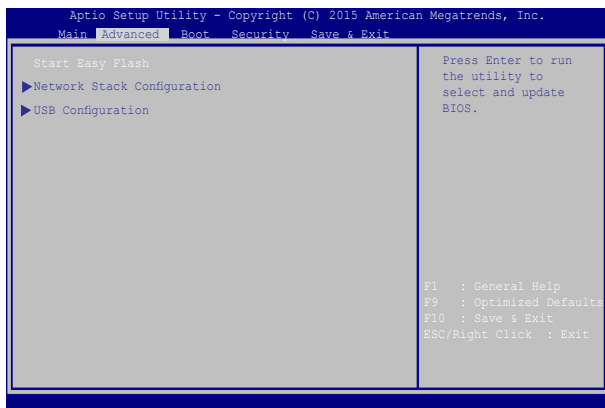 Aptio Setup Utility - Copyright (C) 2015 American Megatrends, Inc.
Main Advanced Boot Security Save & Exit
Start Easy Flash
Network Stack Configuration
USB Configuration
Press Enter to run
the utility to
select and update
BIOS.
F1 : General Help
F9 : Optimized Defaults
F10 : Save & Exit
ESC/Right Click : Exit